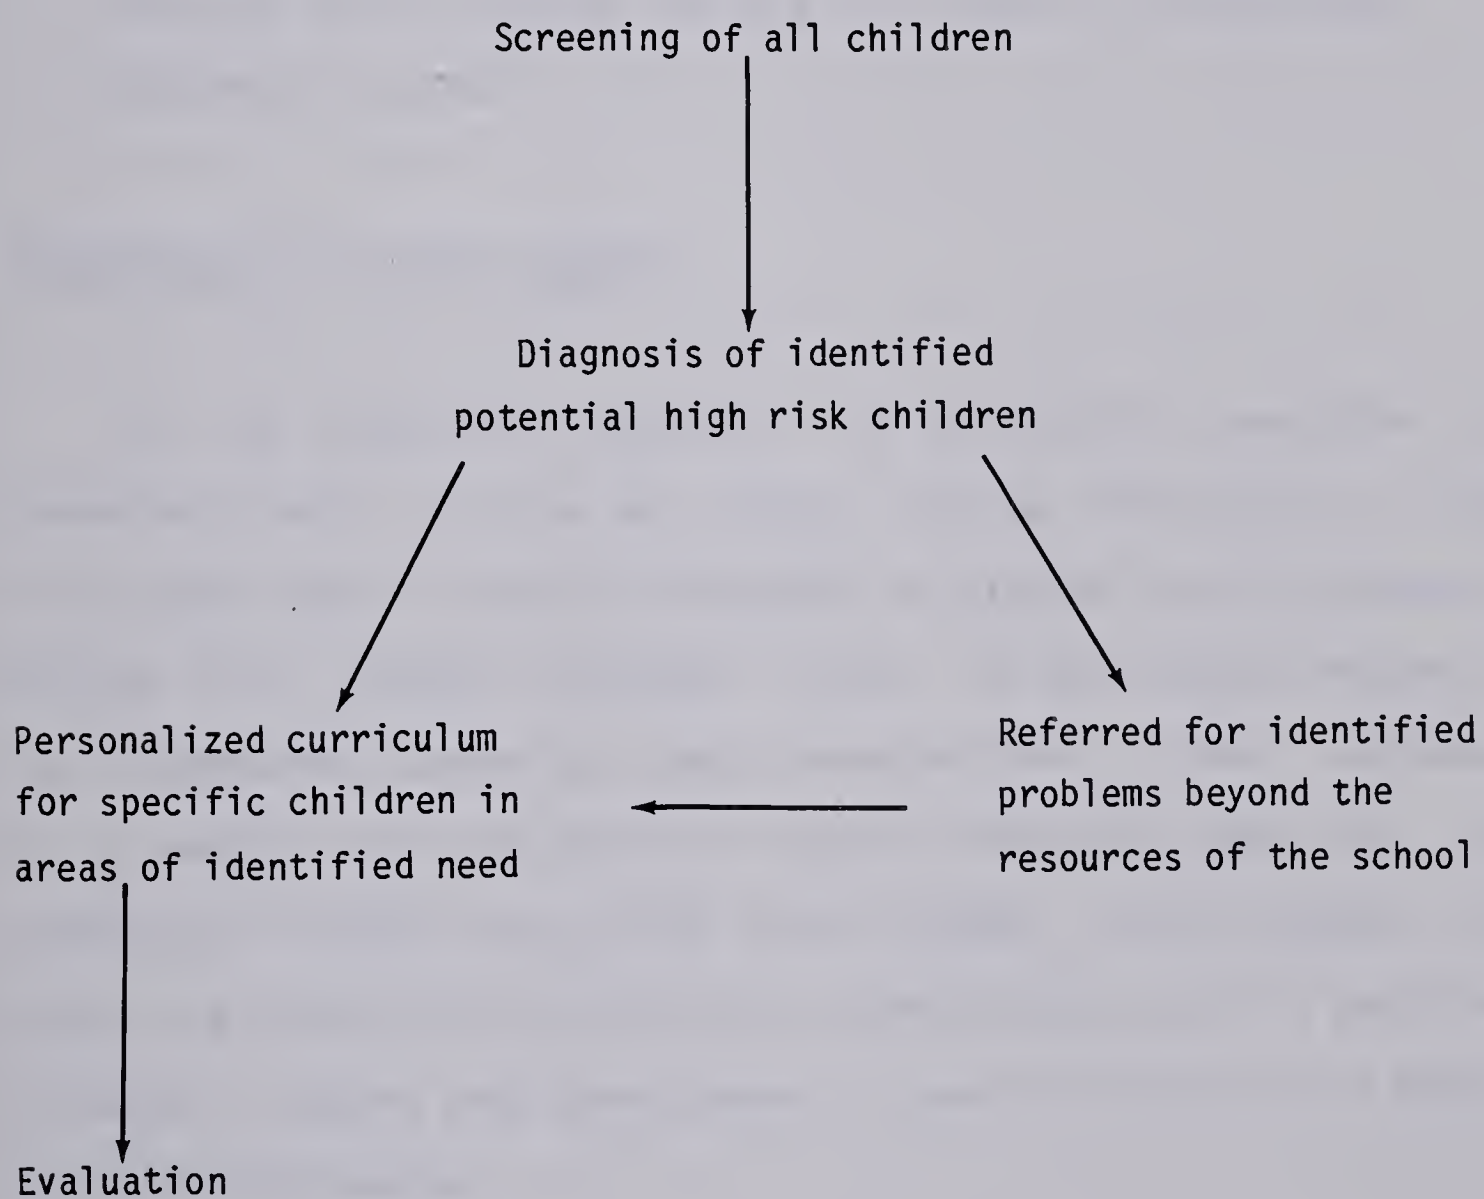 Screening of all children
Diagnosis of identified
potential high risk children
Personalized curriculum
for specific children in
areas of identified need
Referred for identified
problems beyond the
resources of the school
Evaluation